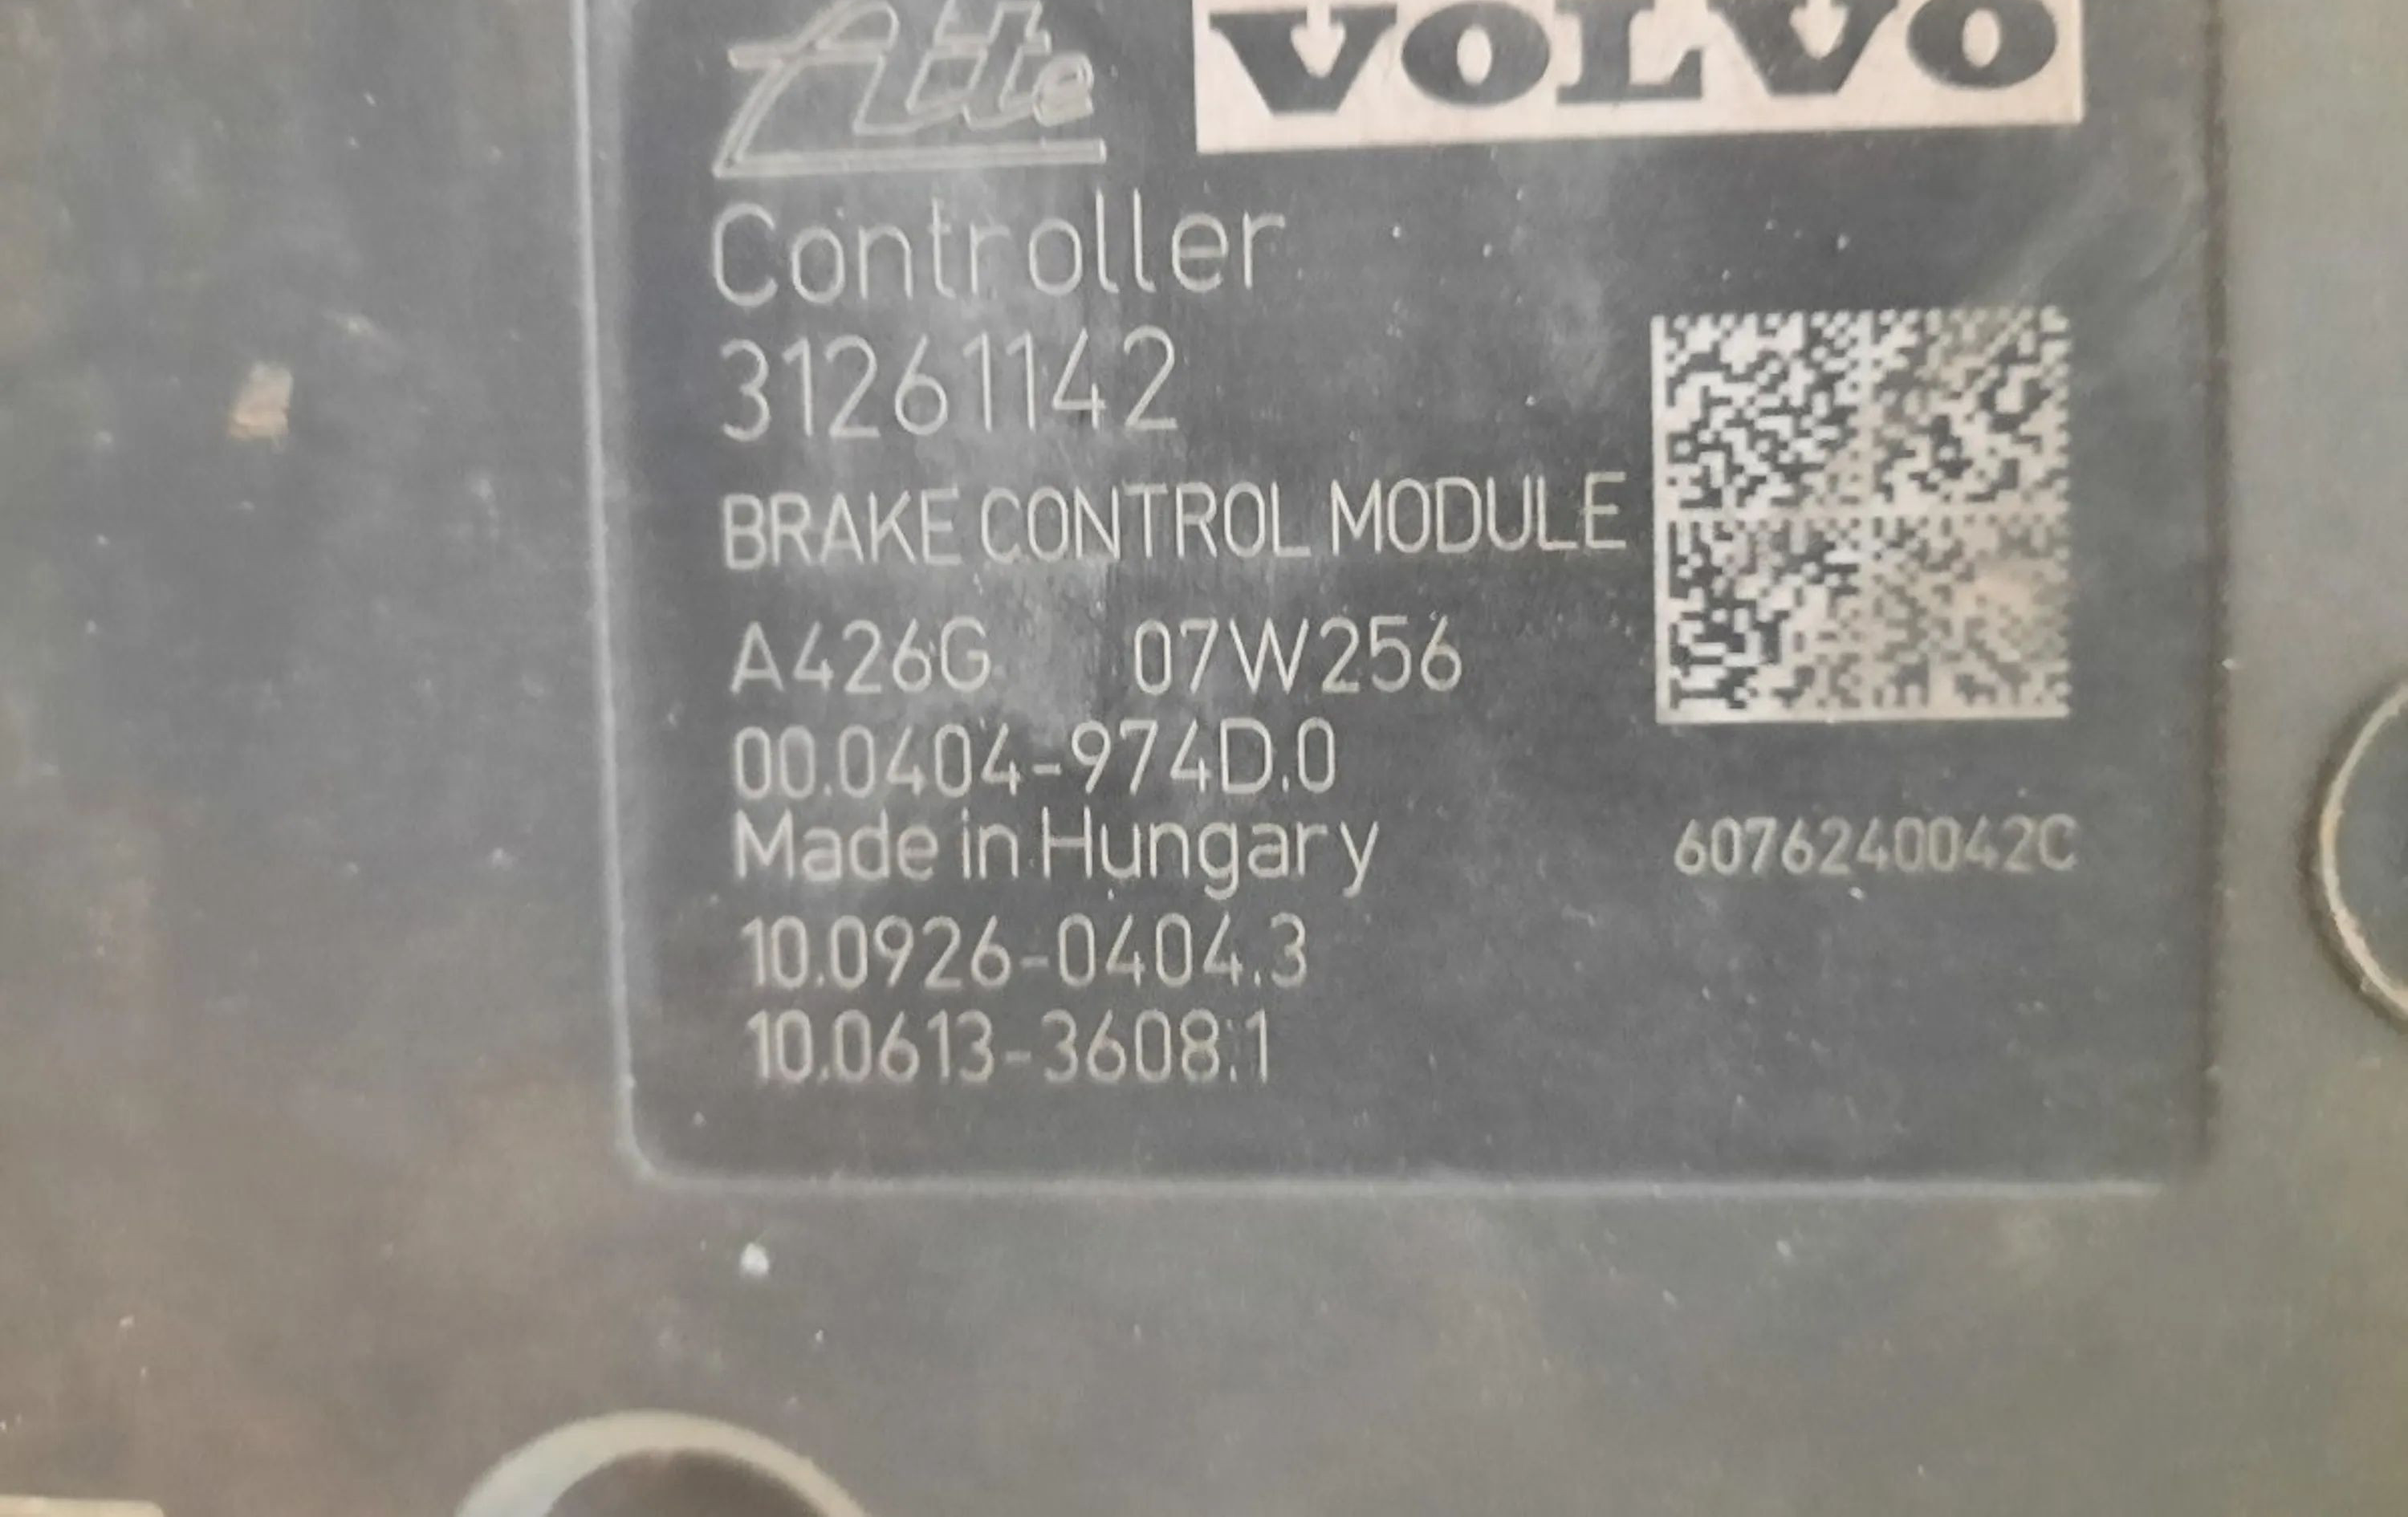 Ate
VOLVO
Controller
31261142
BRAKE CONTROL MODULE
A426G 07W256
00.0404-974D.0
Made in Hungary
6076240042C
10.0926-0404.3
10.0613-3608.1